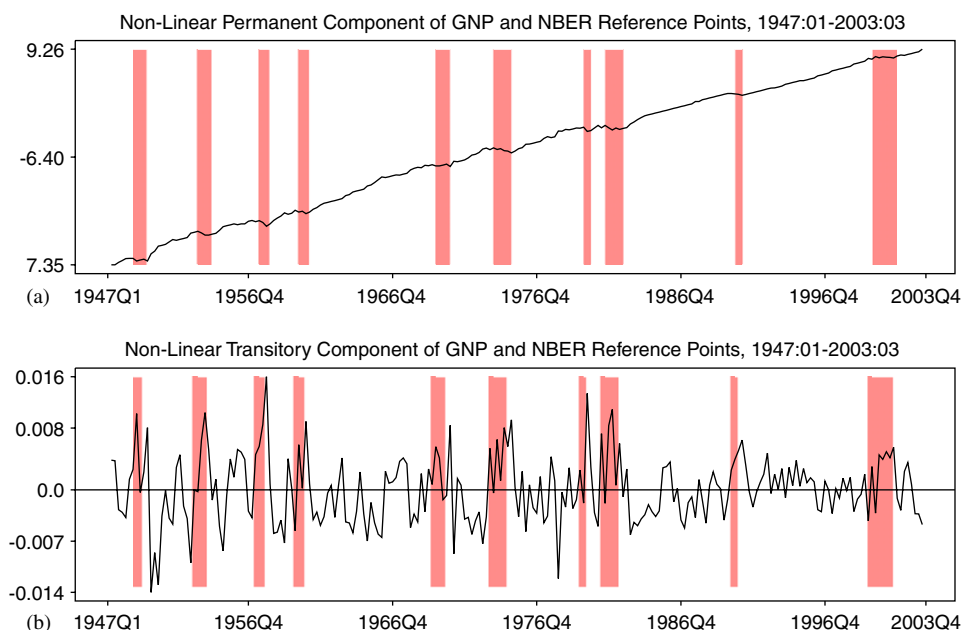 Non-Linear Permanent Component of GNP and NBER Reference Points, 1947:01-2003:03
9.26
-6.40
7.35
(a)
1947Q1 1956Q4 1966Q4 1976Q4 1986Q4 1996Q4 2003Q4
Non-Linear Transitory Component of GNP and NBER Reference Points, 1947:01-2003:03
0.016
0.008
0.0
-0.007
-0.014
(b)
1947Q1 1956Q4 1966Q4 1976Q4 1986Q4 1996Q4 2003Q4